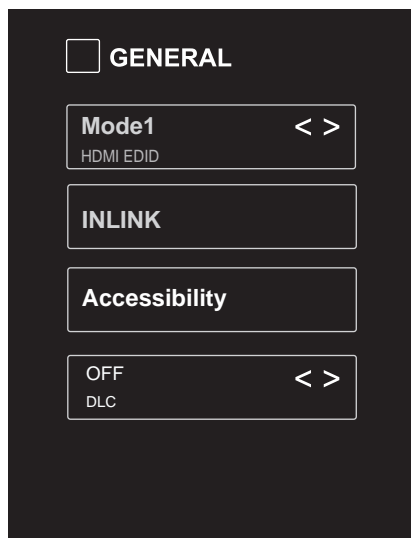 GENERAL
Mode1 < >
HDMI EDID
INLINK
Accessibility
OFF < >
DLC